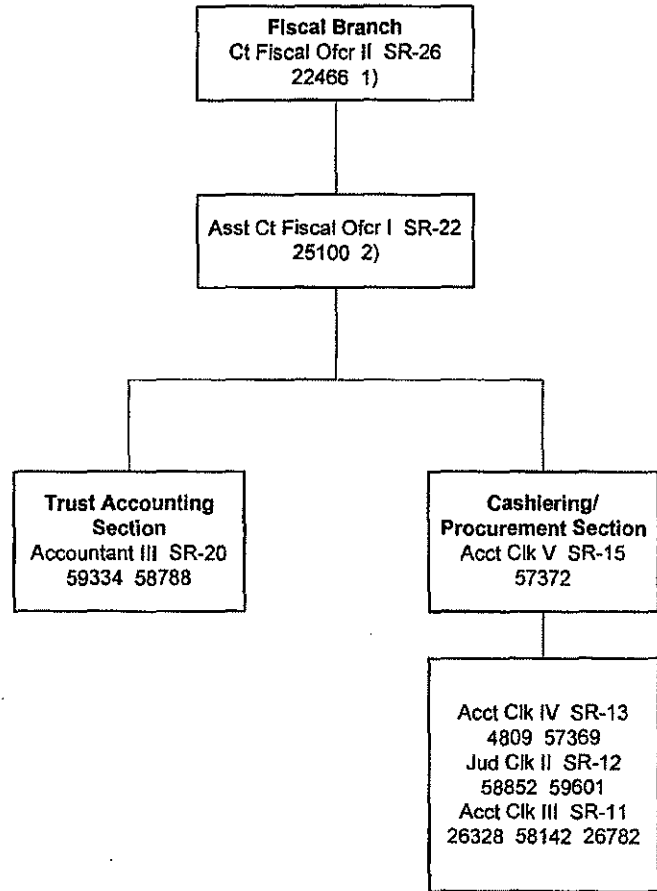 Fiscal Branch
Ct Fiscal Ofcr II SR-26
22466 1)
Asst Ct Fiscal Ofcr I SR-22
25100 2)
Trust Accounting
Section
Accountant III SR-20
59334 58788
Cashiering/
Procurement Section
Acct Clk V SR-15
57372
Acct Clk IV SR-13
4809 57369
Jud Clk II SR-12
58852 59601
Acct Clk III SR-11
26328 58142 26782